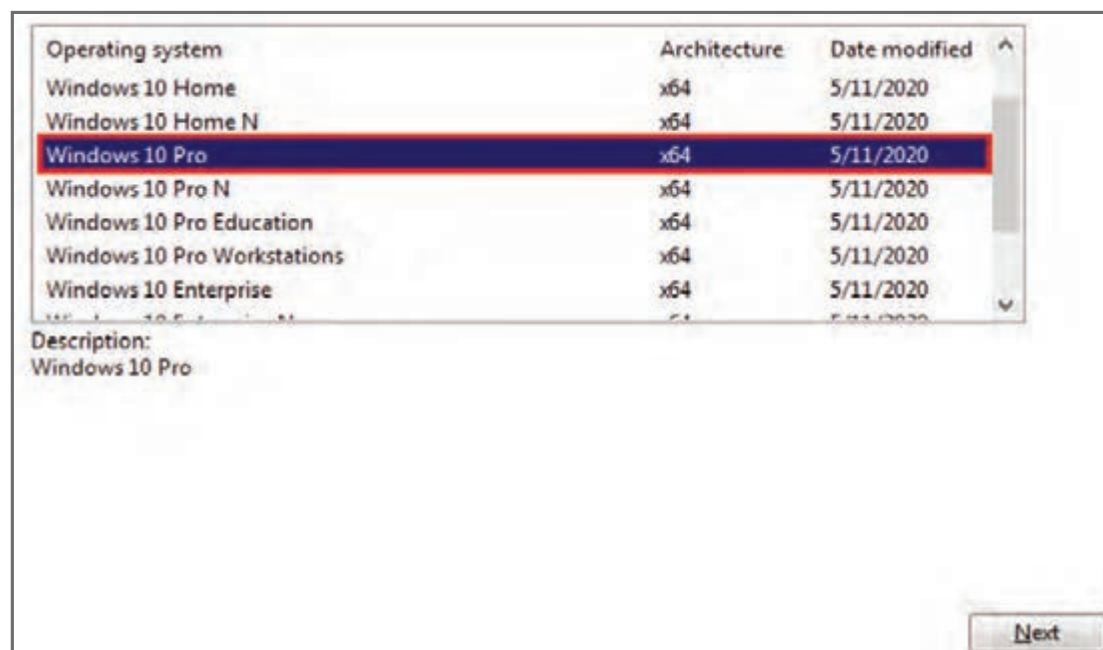 Operating system Architecture Date modified
Windows 10 Home x64 5/11/2020
Windows 10 Home N x64 5/11/2020
Windows 10 Pro x64 5/11/2020
Windows 10 Pro N x64 5/11/2020
Windows 10 Pro Education x64 5/11/2020
Windows 10 Pro Workstations x64 5/11/2020
Windows 10 Enterprise x64 5/11/2020
Description:
Windows 10 Pro
Next